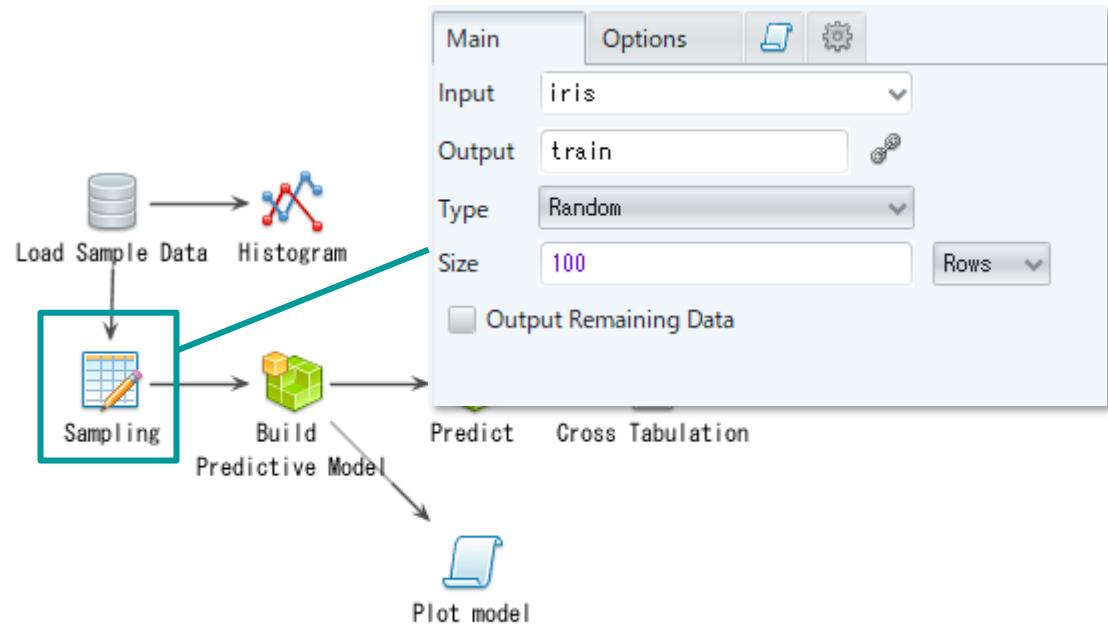 Main
Options
Input
iris
Output
train
Type
Random
Size
100
Rows
Output Remaining Data
Load Sample Data
Histogram
Sampling
Build
Predictive Model
Predict
Cross Tabulation
Plot model